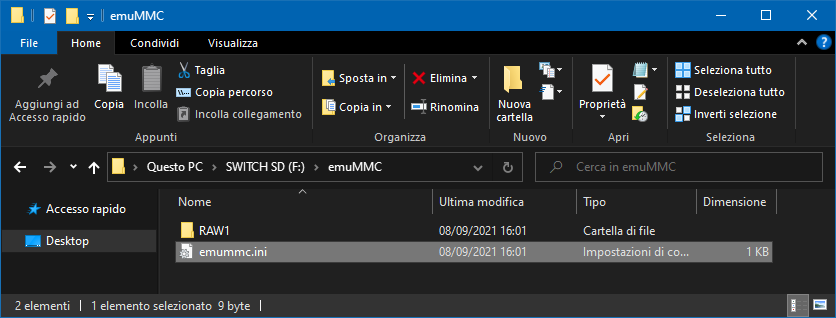 emuMMC
File Home Condividi Visualizza
Aggiungi ad
Accesso rapido
Copia
Incolla
Taglia
Copia percorso
Incolla collegamento
Appunti
Sposta in
Copia in
Elimina
Rinomina
Organizza
Nuova
cartella
Nuovo
Proprietà
Apri
Seleziona tutto
Deseleziona tutto
Inverti selezione
Seleziona
Questo PC > SWITCH SD (F:) > emuMMC
Cerca in emuMMC
Accesso rapido
Desktop
Nome Ultima modifica Tipo Dimensione
RAW1 08/09/2021 16:01 Cartella di file
emummc.ini 08/09/2021 16:01 Impostazioni di co... 1 KB
2 elementi 1 elemento selezionato 9 byte